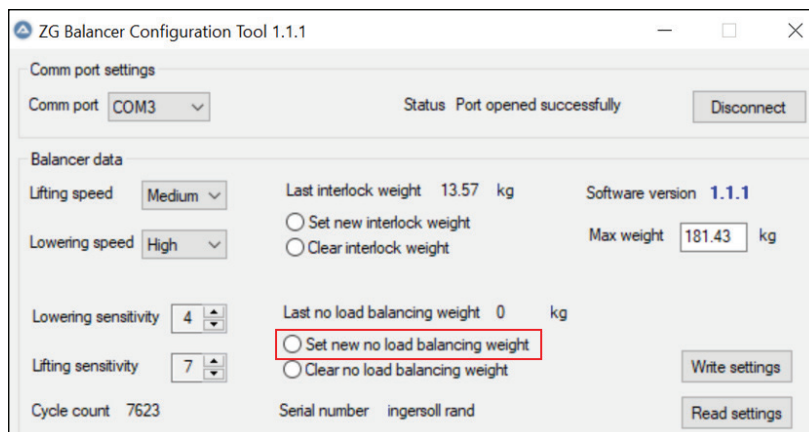 ZG Balancer Configuration Tool 1.1.1
Comm port settings
Comm port COM3 Status Port opened successfully Disconnect
Balancer data
Lifting speed Medium Last interlock weight 13.57 kg Software version 1.1.1
Set new interlock weight
Lowering speed High Clear interlock weight Max weight 181.43 kg
Lowering sensitivity 4 Last no load balancing weight 0 kg
Set new no load balancing weight
Lifting sensitivity 7 Clear no load balancing weight Write settings
Cycle count 7623 Serial number ingersoll rand Read settings